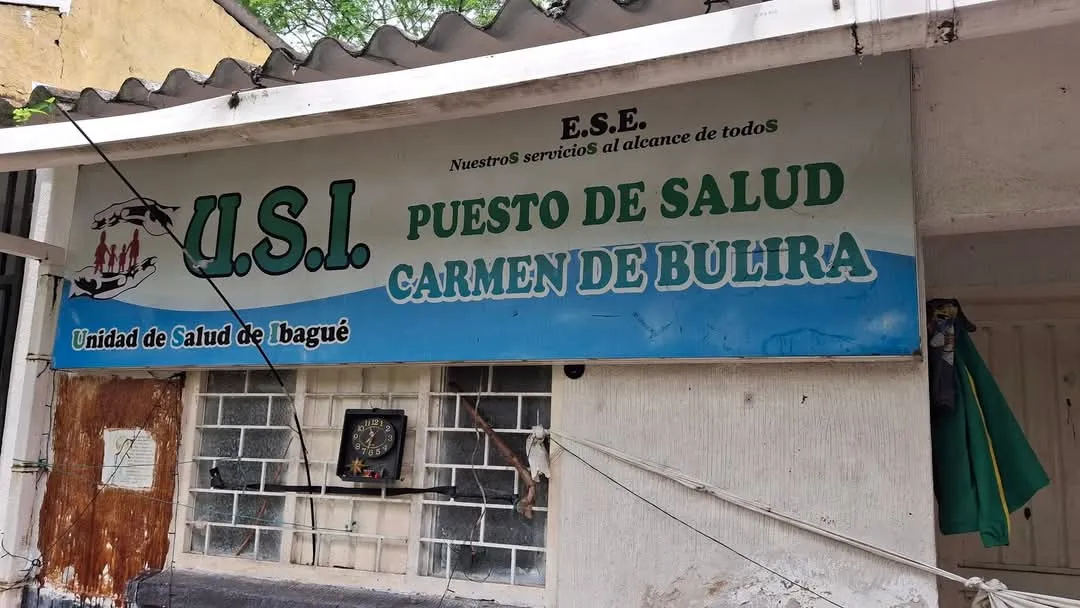 E.S.E.
Nuestros servicios al alcance de todos
U.S.I.
PUESTO DE SALUD
CARMEN DE BULIRA
Unidad de Salud de Ibagué